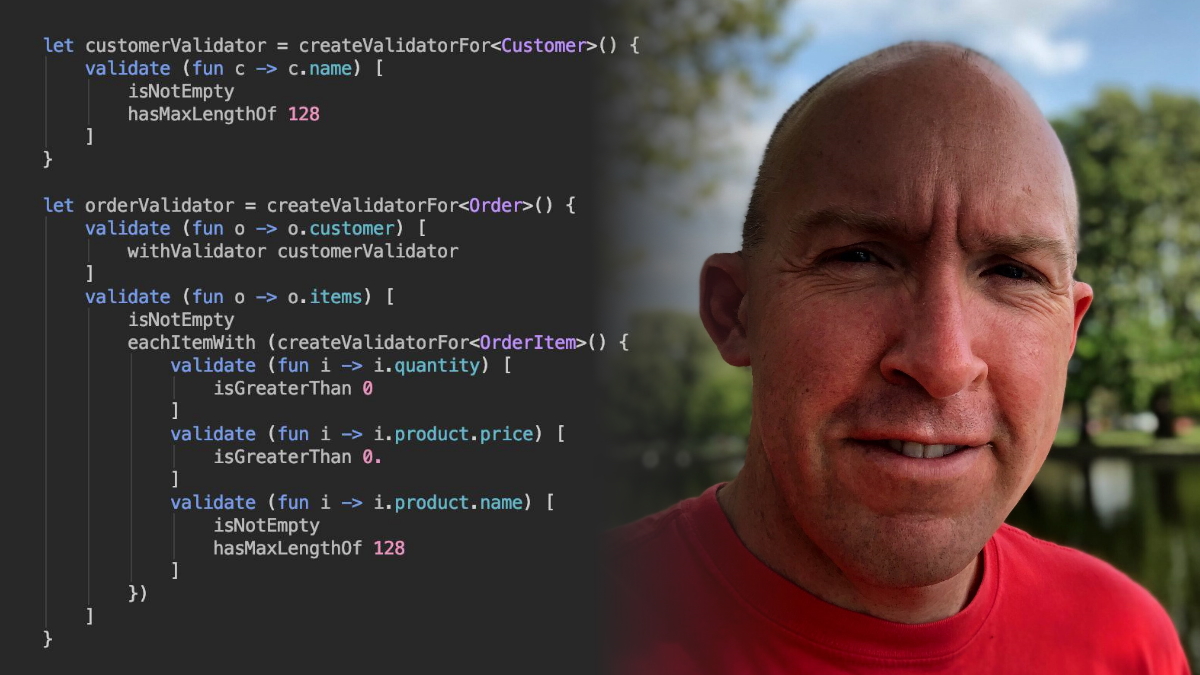 let customerValidator = createValidatorFor<Customer>() {
    validate (fun c -> c.name) [
        isNotEmpty
        hasMaxLengthOf 128
    ]
}
let orderValidator = createValidatorFor<Order>() {
    validate (fun o -> o.customer) [
        withValidator customerValidator
    ]
    validate (fun o -> o.items) [
        isNotEmpty
        eachItemWith (createValidatorFor<OrderItem>() {
            validate (fun i -> i.quantity) [
                isGreaterThan 0
            ]
            validate (fun i -> i.product.price) [
                isGreaterThan 0.
            ]
            validate (fun i -> i.product.name) [
                isNotEmpty
                hasMaxLengthOf 128
            ]
        })
    ]
}